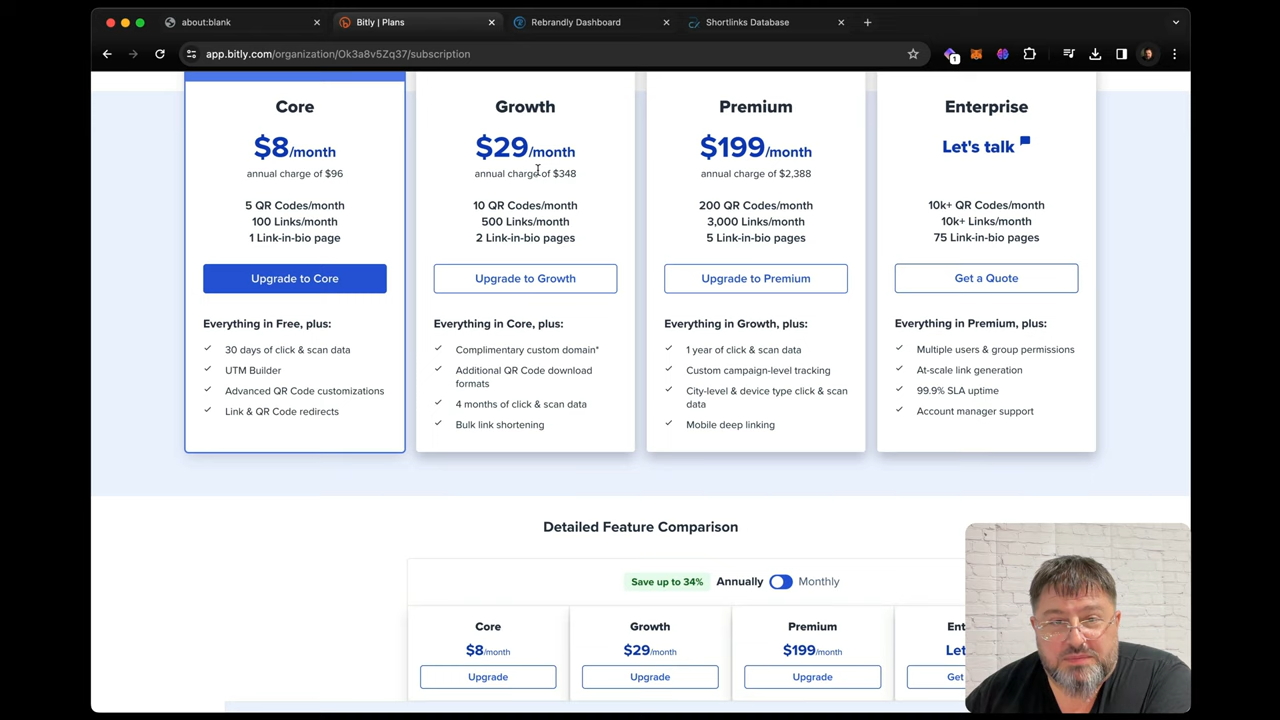 about:blank
Bitly | Plans
Rebrandly Dashboard
Shortlinks Database
app.bitly.com/organization/Ok3a8v5Zq37/subscription
1
Core
$8/month
annual charge of $96
5 QR Codes/month
100 Links/month
1 Link-in-bio page
Upgrade to Core
Everything in Free, plus:
30 days of click & scan data
UTM Builder
Advanced QR Code customizations
Link & QR Code redirects
Growth
$29/month
annual charge of $348
10 QR Codes/month
500 Links/month
2 Link-in-bio pages
Upgrade to Growth
Everything in Core, plus:
Complimentary custom domain*
Additional QR Code download
formats
4 months of click & scan data
Bulk link shortening
Premium
$199/month
annual charge of $2,388
200 QR Codes/month
3,000 Links/month
5 Link-in-bio pages
Upgrade to Premium
Everything in Growth, plus:
1 year of click & scan data
Custom campaign-level tracking
City-level & device type click & scan
data
Mobile deep linking
Enterprise
Let's talk
10k+ QR Codes/month
10k+ Links/month
75 Link-in-bio pages
Get a Quote
Everything in Premium, plus:
Multiple users & group permissions
At-scale link generation
99.9% SLA uptime
Account manager support
Detailed Feature Comparison
Save up to 34% Annually Monthly
Core
$8/month
Upgrade
Growth
$29/month
Upgrade
Premium
$199/month
Upgrade
Ent
Let
Get